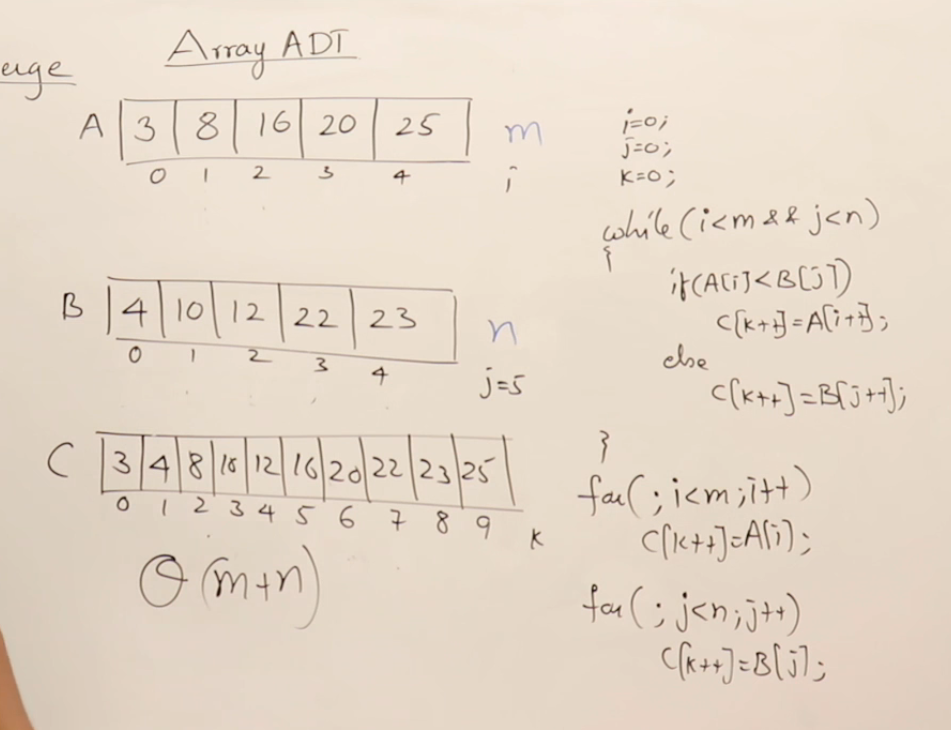 Array ADT
A 3 8 16 20 25 m
0 1 2 3 4 i
B 4 10 12 22 23 n
0 1 2 3 4 j=5
C 3 4 8 10 12 16 20 22 23 25
0 1 2 3 4 5 6 7 8 9 k
θ(m+n)
i=0;
j=0;
k=0;
while(i<m && j<n)
{
if(A[i]<B[j])
C[k++]=A[i++];
else
C[k++]=B[j++];
}
for(;i<m;i++)
C[k++]=A[i];
for(;j<n;j++)
C[k++]=B[j];